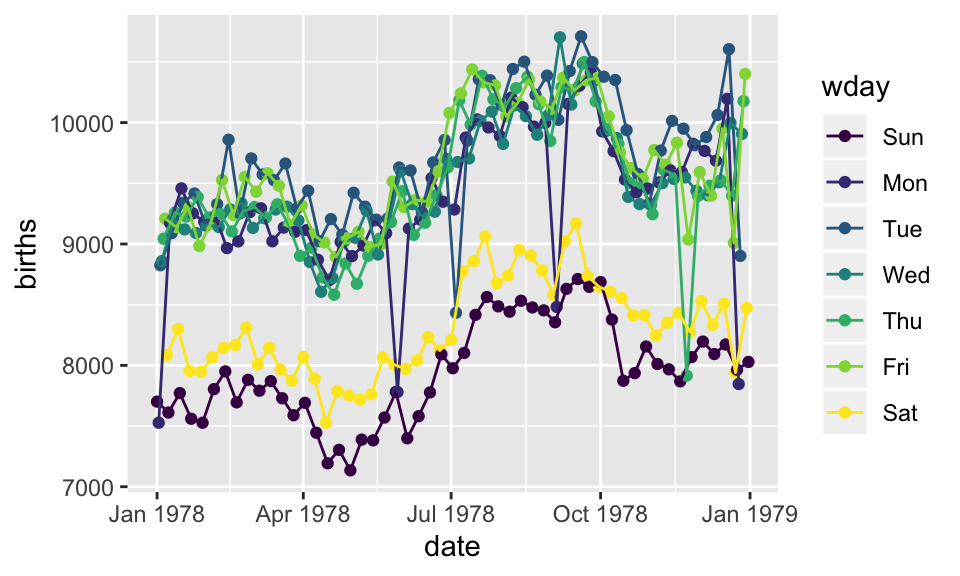 births
10000
9000
8000
7000
Jan 1978
Apr 1978
Jul 1978
Oct 1978
Jan 1979
date
wday
Sun
Mon
Tue
Wed
Thu
Fri
Sat